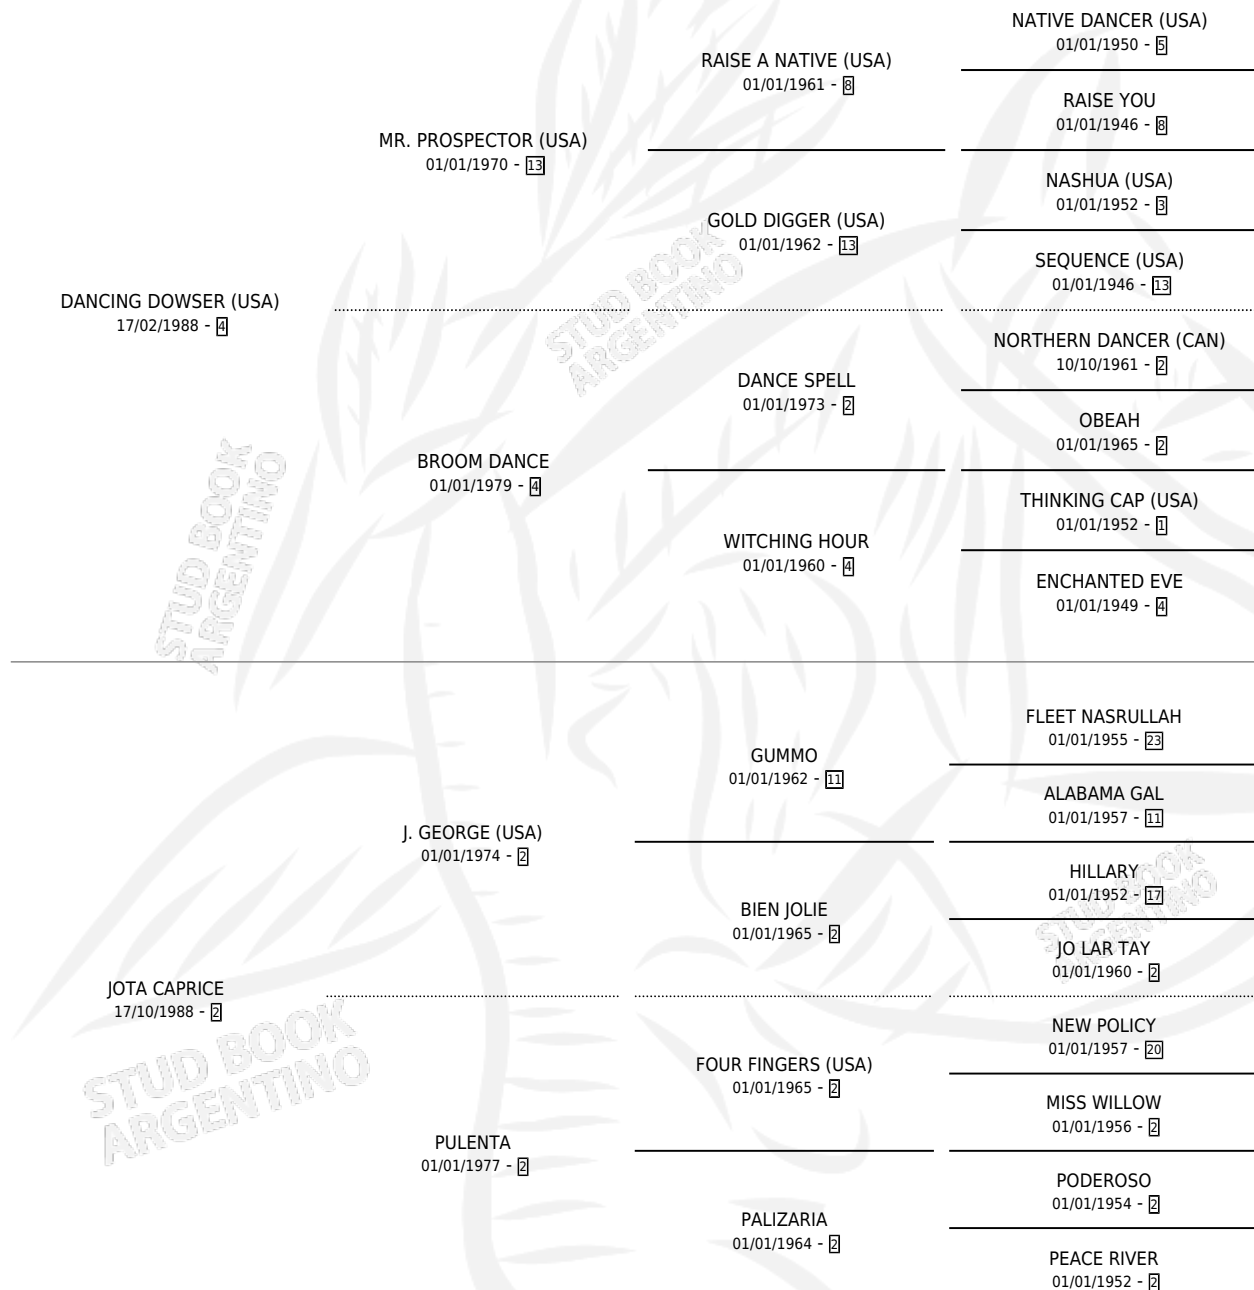 NATIVE DANCER (USA)
01/01/1950 - 5
RAISE A NATIVE (USA)
01/01/1961 - 8
RAISE YOU
01/01/1946 - 8
MR. PROSPECTOR (USA)
01/01/1970 - 13
NASHUA (USA)
01/01/1952 - 3
GOLD DIGGER (USA)
01/01/1962 - 13
SEQUENCE (USA)
01/01/1946 - 13
DANCING DOWSER (USA)
17/02/1988 - 4
STUD BOOK
ARGENTINO
NORTHERN DANCER (CAN)
10/10/1961 - 2
DANCE SPELL
01/01/1973 - 2
OBEAH
01/01/1965 - 2
BROOM DANCE
01/01/1979 - 4
THINKING CAP (USA)
01/01/1952 - 1
WITCHING HOUR
01/01/1960 - 4
ENCHANTED EVE
01/01/1949 - 4
STUD BOOK
ARGENTINO
FLEET NASRULLAH
01/01/1955 - 23
GUMMO
01/01/1962 - 11
ALABAMA GAL
01/01/1957 - 11
J. GEORGE (USA)
01/01/1974 - 2
HILLARY
01/01/1952 - 17
BIEN JOLIE
01/01/1965 - 2
STUD BOOK
ARGENTINO
JO LAR TAY
01/01/1960 - 2
JOTA CAPRICE
17/10/1988 - 2
NEW POLICY
01/01/1957 - 20
FOUR FINGERS (USA)
01/01/1965 - 2
STUD BOOK
ARGENTINO
MISS WILLOW
01/01/1956 - 2
PULENTA
01/01/1977 - 2
PODEROSO
01/01/1954 - 2
PALIZARIA
01/01/1964 - 2
PEACE RIVER
01/01/1952 - 2